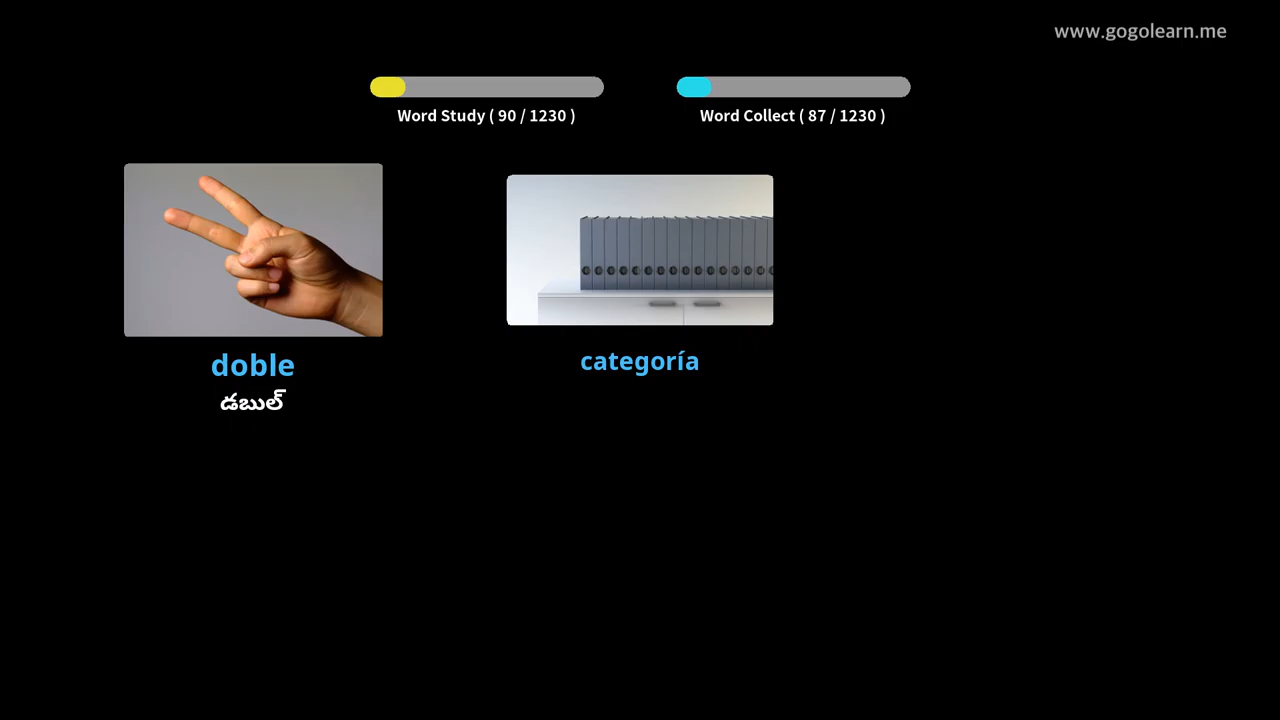 www.gogolearn.me
Word Study ( 90 / 1230 )
Word Collect ( 87 / 1230 )
doble
డబుల్
categoría